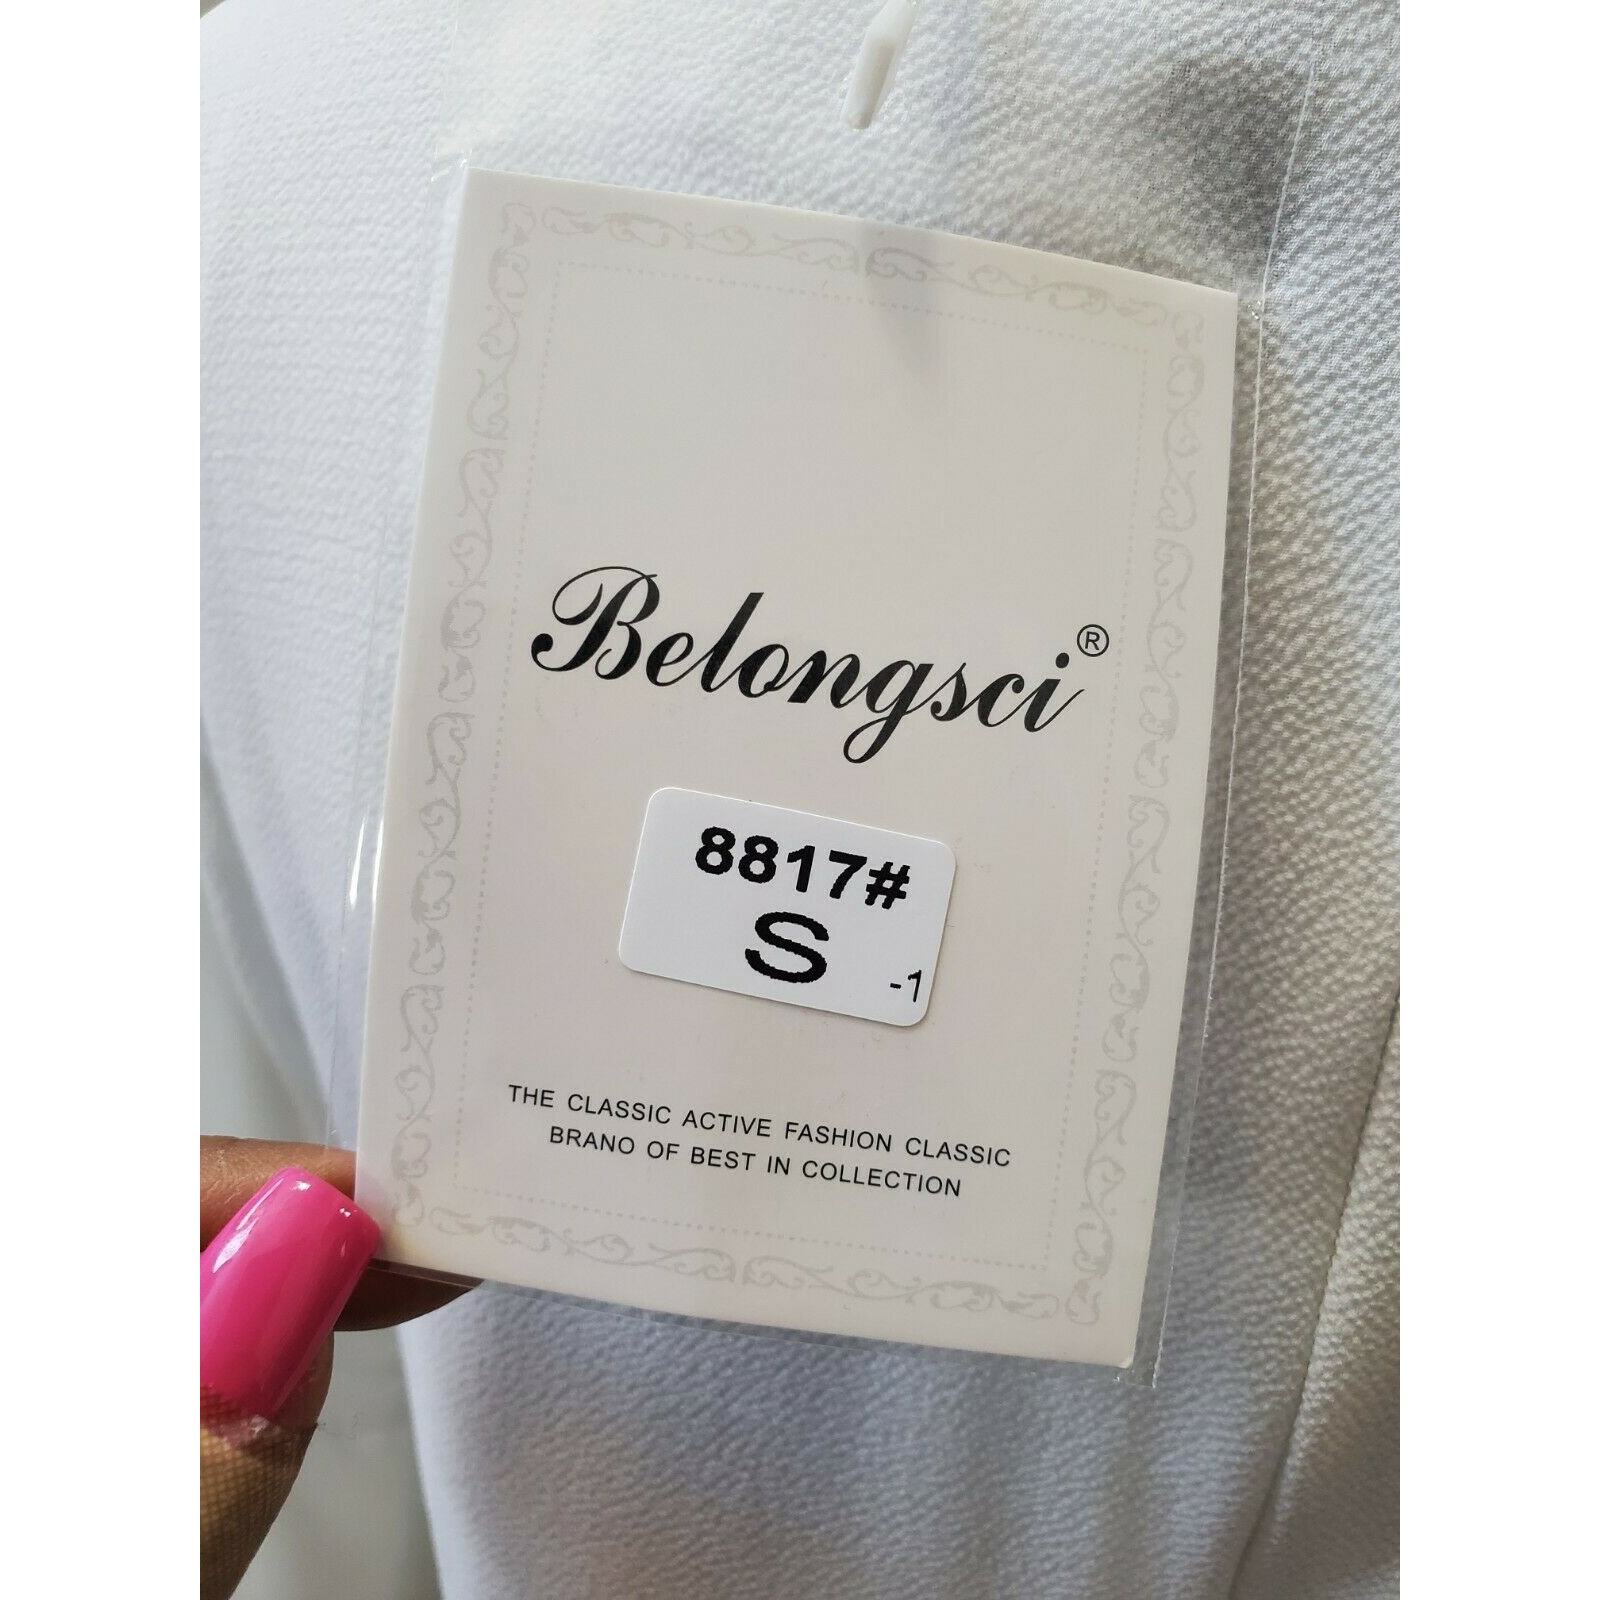 Belongsci®
8817#
S -1
THE CLASSIC ACTIVE FASHION CLASSIC
BRANO OF BEST IN COLLECTION